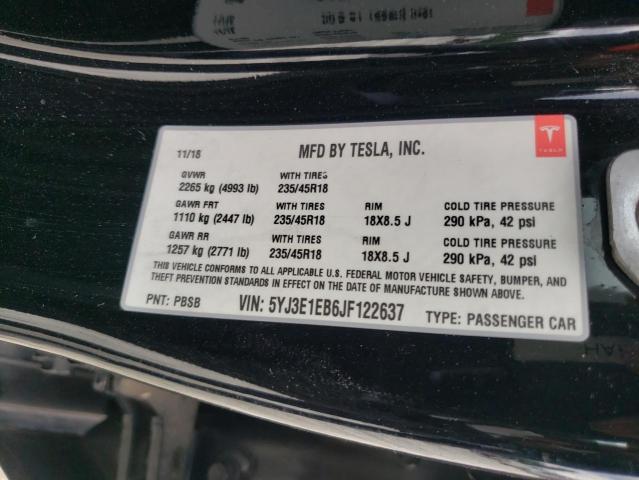 11/18
MFD BY TESLA, INC.
TESLA
GVWR WITH TIRES
2265 kg (4993 lb) 235/45R18
GAWR FRT WITH TIRES RIM COLD TIRE PRESSURE
1110 kg (2447 lb) 235/45R18 18X8.5 J 290 kPa, 42 psi
GAWR RR WITH TIRES RIM COLD TIRE PRESSURE
1257 kg (2771 lb) 235/45R18 18X8.5 J 290 kPa, 42 psi
THIS VEHICLE CONFORMS TO ALL APPLICABLE U.S. FEDERAL MOTOR VEHICLE SAFETY, BUMPER, AND
THEFT PREVENTION STANDARDS IN EFFECT ON THE DATE OF MANUFACTURE SHOWN ABOVE.
PNT: PBSB VIN: 5YJ3E1EB6JF122637 TYPE: PASSENGER CAR